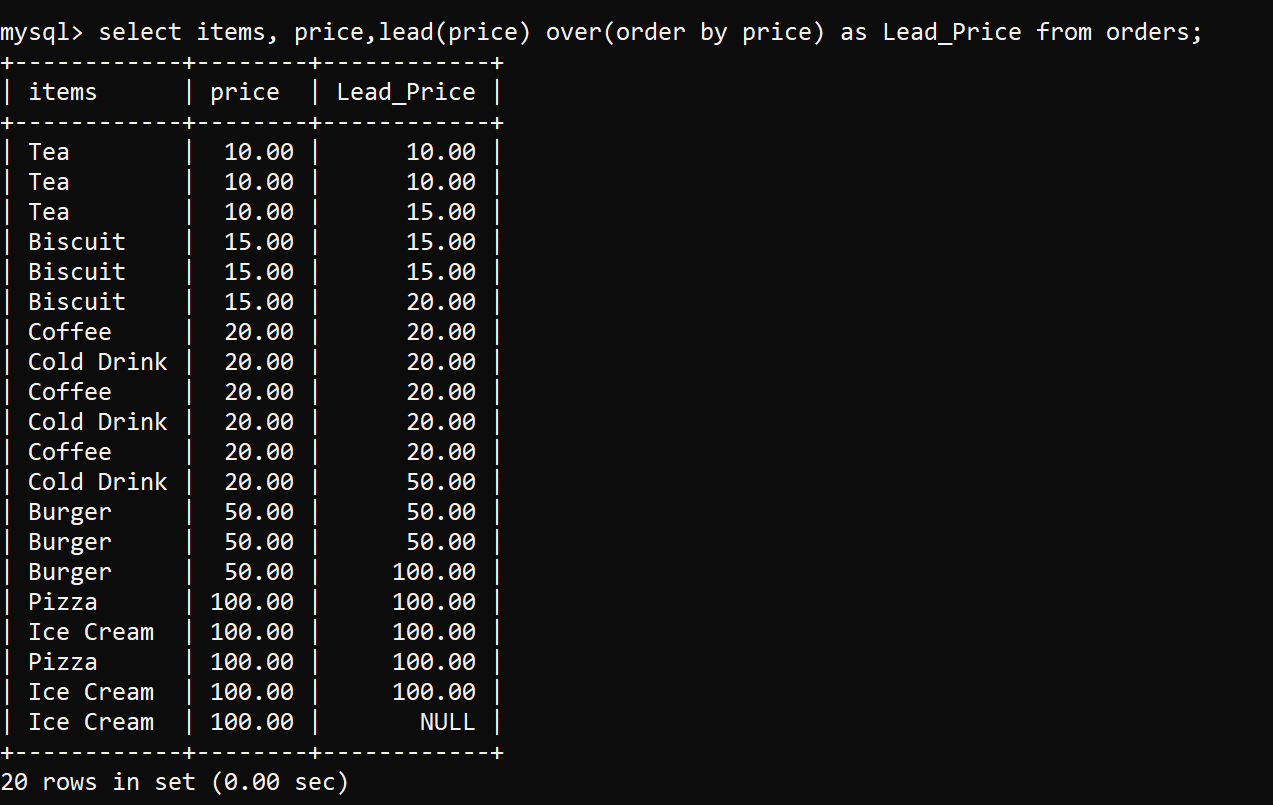 mysql> select items, price,lead(price) over(order by price) as Lead_Price from orders;
+------------+--------+------------+
| items      | price  | Lead_Price |
+------------+--------+------------+
| Tea        |  10.00 |      10.00 |
| Tea        |  10.00 |      10.00 |
| Tea        |  10.00 |      15.00 |
| Biscuit    |  15.00 |      15.00 |
| Biscuit    |  15.00 |      15.00 |
| Biscuit    |  15.00 |      20.00 |
| Coffee     |  20.00 |      20.00 |
| Cold Drink |  20.00 |      20.00 |
| Coffee     |  20.00 |      20.00 |
| Cold Drink |  20.00 |      20.00 |
| Coffee     |  20.00 |      20.00 |
| Cold Drink |  20.00 |      50.00 |
| Burger     |  50.00 |      50.00 |
| Burger     |  50.00 |      50.00 |
| Burger     |  50.00 |     100.00 |
| Pizza      | 100.00 |     100.00 |
| Ice Cream  | 100.00 |     100.00 |
| Pizza      | 100.00 |     100.00 |
| Ice Cream  | 100.00 |     100.00 |
| Ice Cream  | 100.00 |       NULL |
+------------+--------+------------+
20 rows in set (0.00 sec)